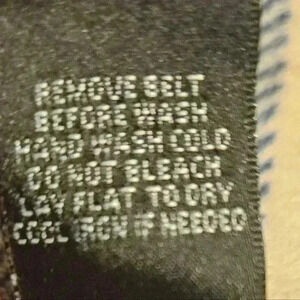 REMOVE BELT
BEFORE WASH
HAND WASH COLD
DO NOT BLEACH
LAY FLAT TO DRY
COOL IRON IF NEEDED